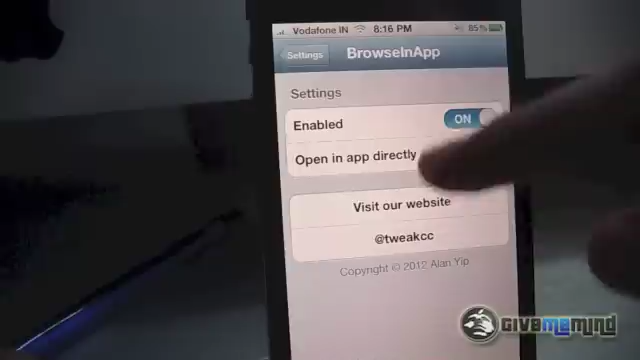 Vodafone IN 8:16 PM 85%
Settings BrowseInApp
Settings
Enabled ON
Open in app directly
Visit our website
@tweakcc
Copyright © 2012 Alan Yip
GIVEMEMIND